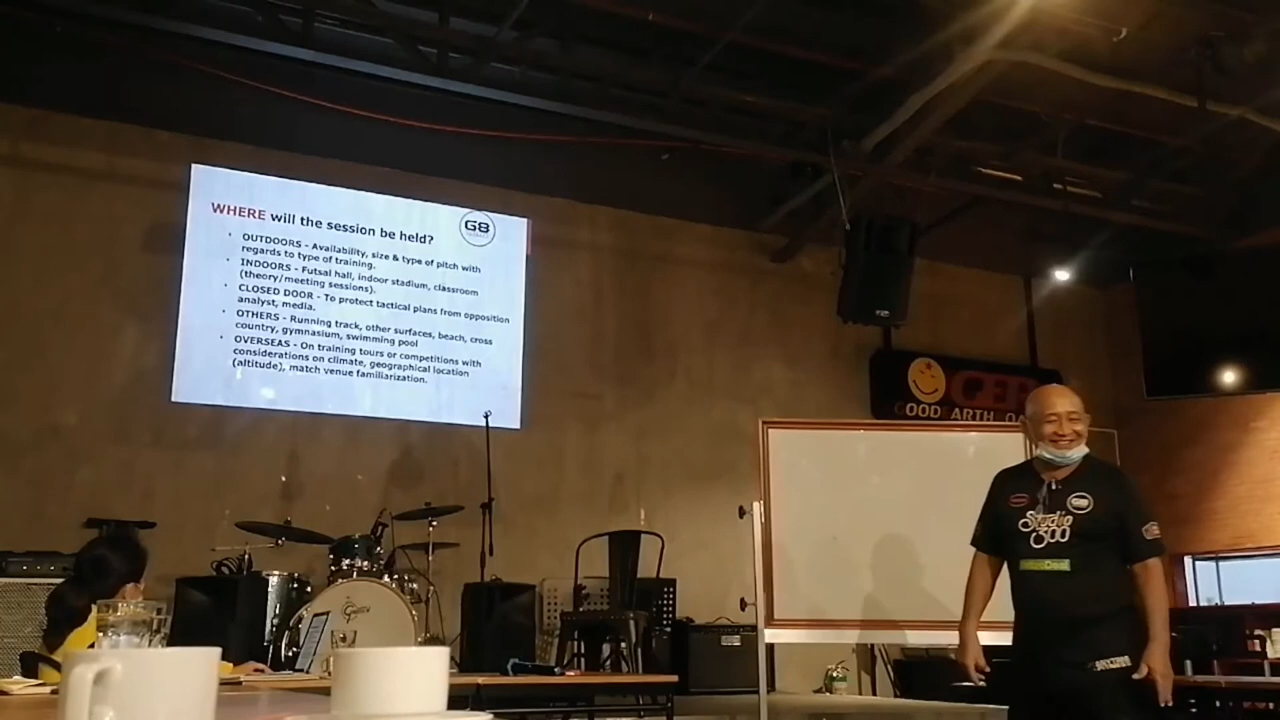 WHERE will the session be held?
G8
• OUTDOORS - Availability, size & type of pitch with
regards to type of training.
• INDOORS - Futsal hall, indoor stadium, classroom
(theory/meeting sessions).
• CLOSED DOOR - To protect tactical plans from opposition
analyst, media.
• OTHERS - Running track, other surfaces, beach, cross
country, gymnasium, swimming pool
• OVERSEAS - On training tours or competitions with
considerations on climate, geographical location
(altitude), match venue familiarization.
OOD EARTH
G8
Studio
300
Gretsch